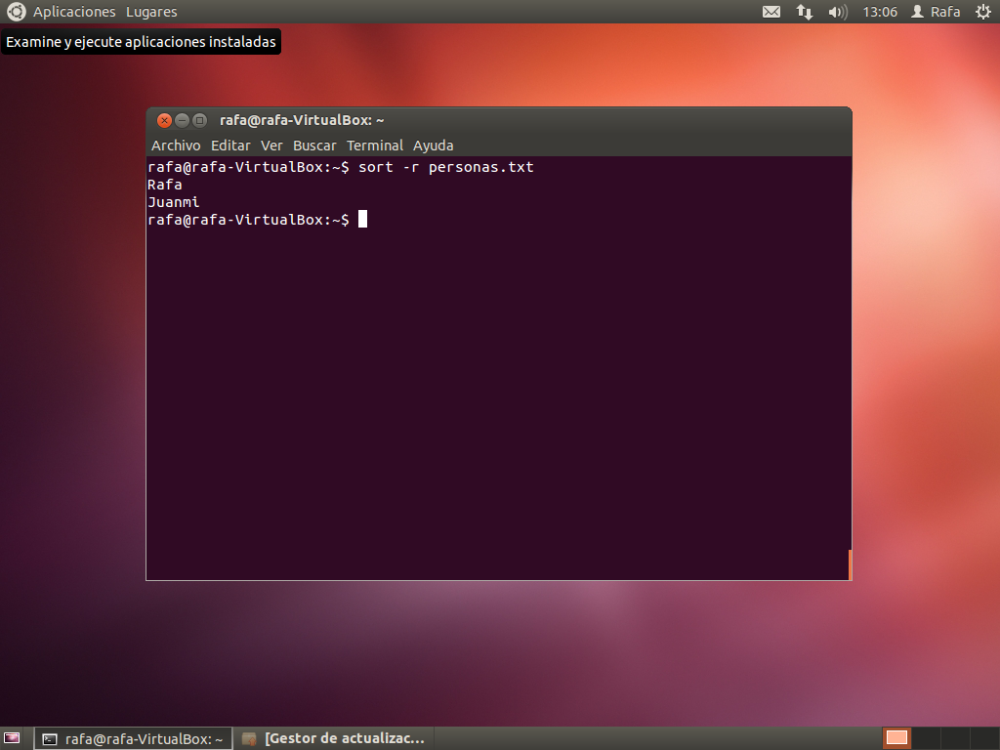 Aplicaciones Lugares 13:06 Rafa
Examine y ejecute aplicaciones instaladas
rafa@rafa-VirtualBox: ~
Archivo Editar Ver Buscar Terminal Ayuda
rafa@rafa-VirtualBox:~$ sort -r personas.txt
Rafa
Juanmi
rafa@rafa-VirtualBox:~$
rafa@rafa-VirtualBox: ~ [Gestor de actualizac...